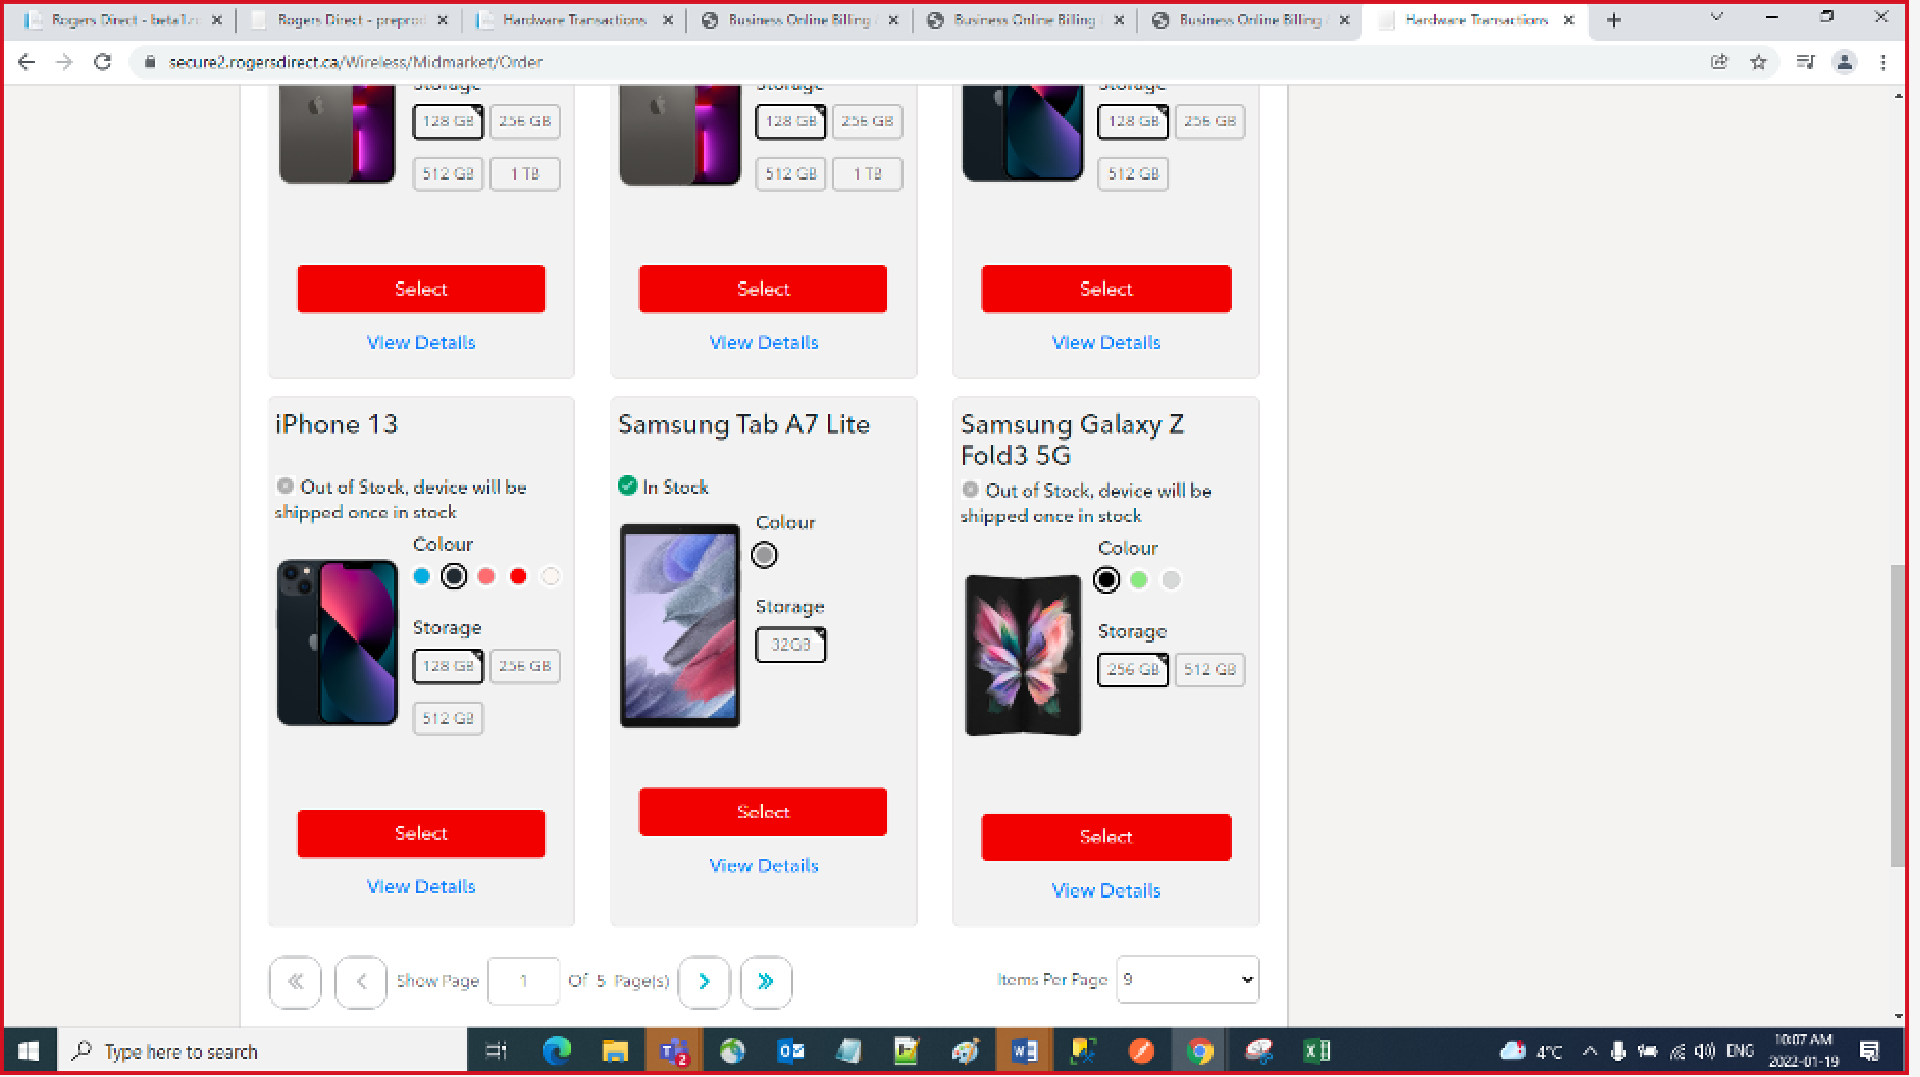 Rogers Direct - beta1.r
Rogers Direct - preprod
Hardware Transactions
Business Online Billing
Business Online Billing
Business Online Billing
Hardware Transactions
secure2.rogersdirect.ca/Wireless/Midmarket/Order
Storage
128 GB 256 GB
512 GB 1 TB
Select
View Details
Storage
128 GB 256 GB
512 GB 1 TB
Select
View Details
Storage
128 GB 256 GB
512 GB
Select
View Details
iPhone 13
Out of Stock, device will be
shipped once in stock
Colour
Storage
128 GB 256 GB
512 GB
Select
View Details
Samsung Tab A7 Lite
In Stock
Colour
Storage
32GB
Select
View Details
Samsung Galaxy Z
Fold3 5G
Out of Stock, device will be
shipped once in stock
Colour
Storage
256 GB 512 GB
Select
View Details
Show Page 1 Of 5 Page(s)
Items Per Page 9
Type here to search
2
4°C
ENG
10:07 AM
2022-01-19